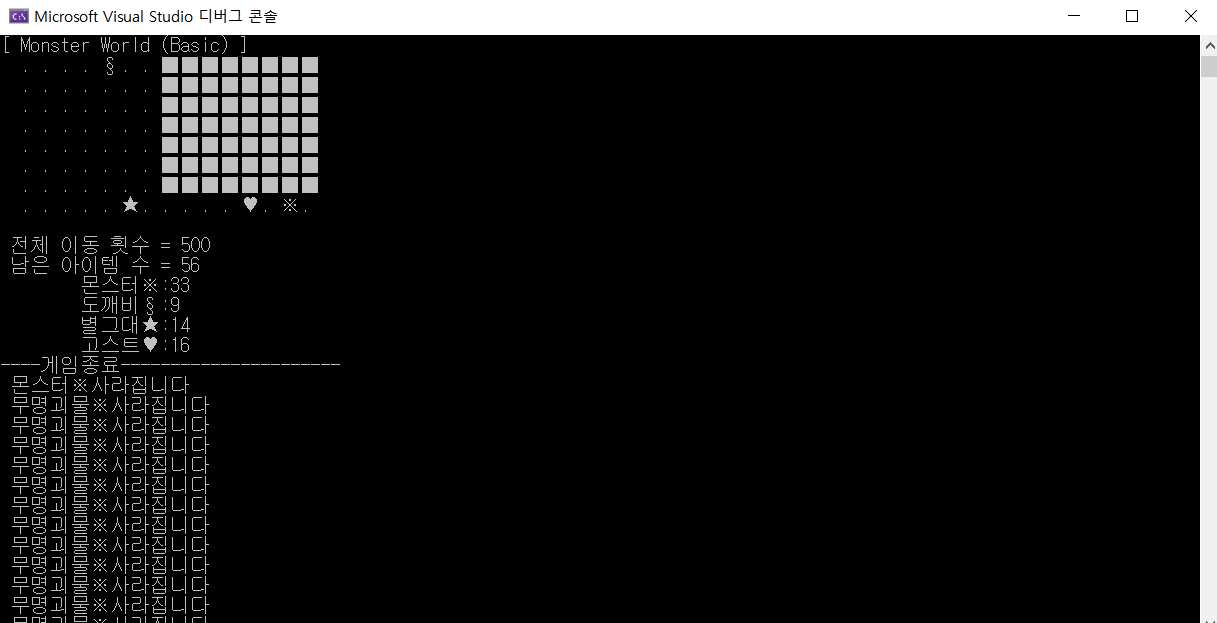 Microsoft Visual Studio 디버그 콘솔
[ Monster World (Basic) ]
. . . . § . . ■ ■ ■ ■ ■ ■ ■ ■
. . . . . . . ■ ■ ■ ■ ■ ■ ■ ■
. . . . . . . ■ ■ ■ ■ ■ ■ ■ ■
. . . . . . . ■ ■ ■ ■ ■ ■ ■ ■
. . . . . . . ■ ■ ■ ■ ■ ■ ■ ■
. . . . . . . ■ ■ ■ ■ ■ ■ ■ ■
. . . . . . . ■ ■ ■ ■ ■ ■ ■ ■
. . . . . ★ . . . . . ♥ . ※ .
전체 이동 횟수 = 500
남은 아이템 수 = 56
몬스터※:33
도깨비§:9
별그대★:14
고스트♥:16
----게임종료----------------------
몬스터※사라집니다
무명괴물※사라집니다
무명괴물※사라집니다
무명괴물※사라집니다
무명괴물※사라집니다
무명괴물※사라집니다
무명괴물※사라집니다
무명괴물※사라집니다
무명괴물※사라집니다
무명괴물※사라집니다
무명괴물※사라집니다
무명괴물※사라집니다